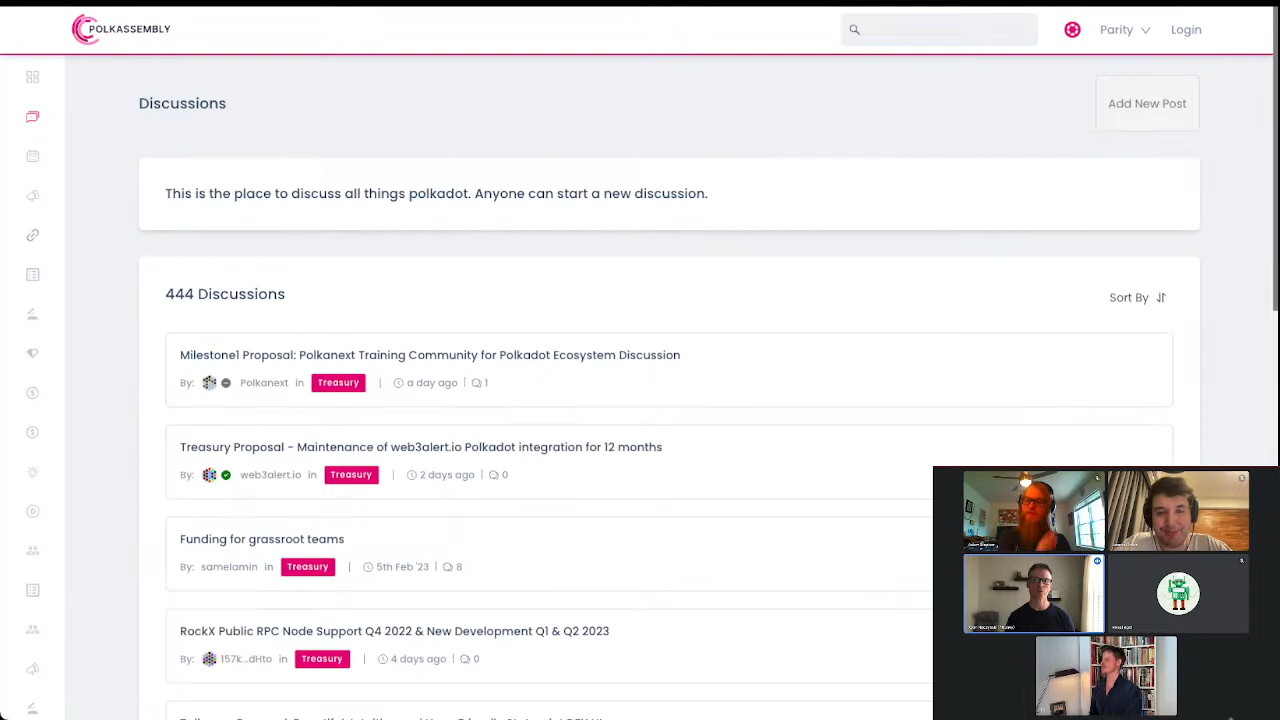 POLKASSEMBLY
Parity
Login
Discussions
Add New Post
This is the place to discuss all things polkadot. Anyone can start a new discussion.
444 Discussions
Sort By
Milestone1 Proposal: Polkanext Training Community for Polkadot Ecosystem Discussion
By: Polkanext in Treasury | a day ago | 1
Treasury Proposal - Maintenance of web3alert.io Polkadot integration for 12 months
By: web3alert.io in Treasury | 2 days ago | 0
Funding for grassroot teams
By: samelamin in Treasury | 5th Feb '23 | 8
RockX Public RPC Node Support Q4 2022 & New Development Q1 & Q2 2023
By: 157k...dHto in Treasury | 4 days ago | 0